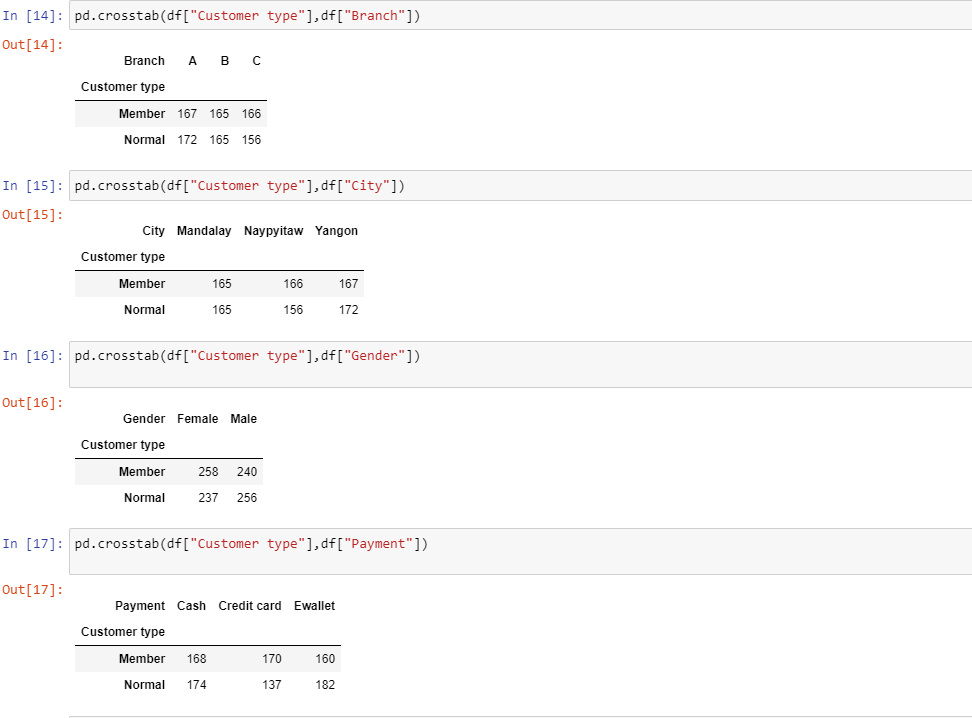 In [14]: pd.crosstab(df["Customer type"],df["Branch"])
Out[14]:
Branch A B C
Customer type
Member 167 165 166
Normal 172 165 156
In [15]: pd.crosstab(df["Customer type"],df["City"])
Out[15]:
City Mandalay Naypyitaw Yangon
Customer type
Member 165 166 167
Normal 165 156 172
In [16]: pd.crosstab(df["Customer type"],df["Gender"])
Out[16]:
Gender Female Male
Customer type
Member 258 240
Normal 237 256
In [17]: pd.crosstab(df["Customer type"],df["Payment"])
Out[17]:
Payment Cash Credit card Ewallet
Customer type
Member 168 170 160
Normal 174 137 182